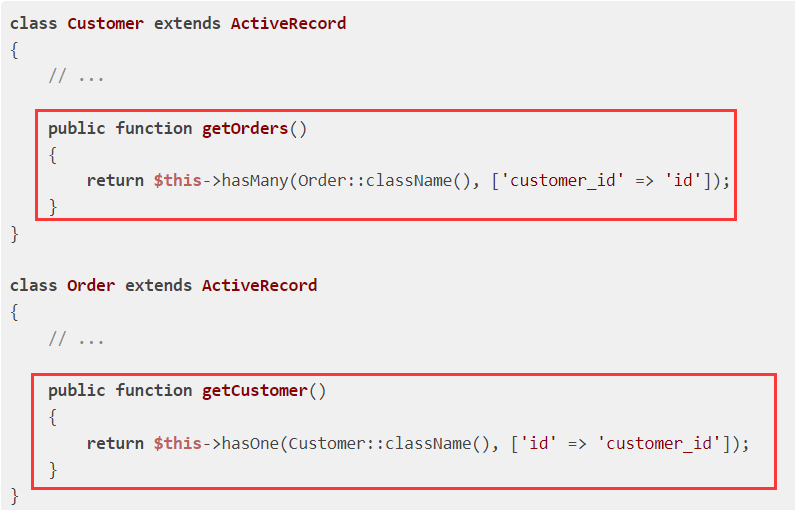 class Customer extends ActiveRecord
{
    // ...
    public function getOrders()
    {
        return $this->hasMany(Order::className(), ['customer_id' => 'id']);
    }
}
class Order extends ActiveRecord
{
    // ...
    public function getCustomer()
    {
        return $this->hasOne(Customer::className(), ['id' => 'customer_id']);
    }
}